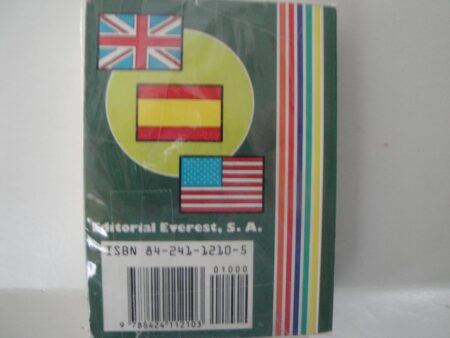 Editorial Everest, S. A.
ISBN 84-241-1210-5
01000
9 788424 112103